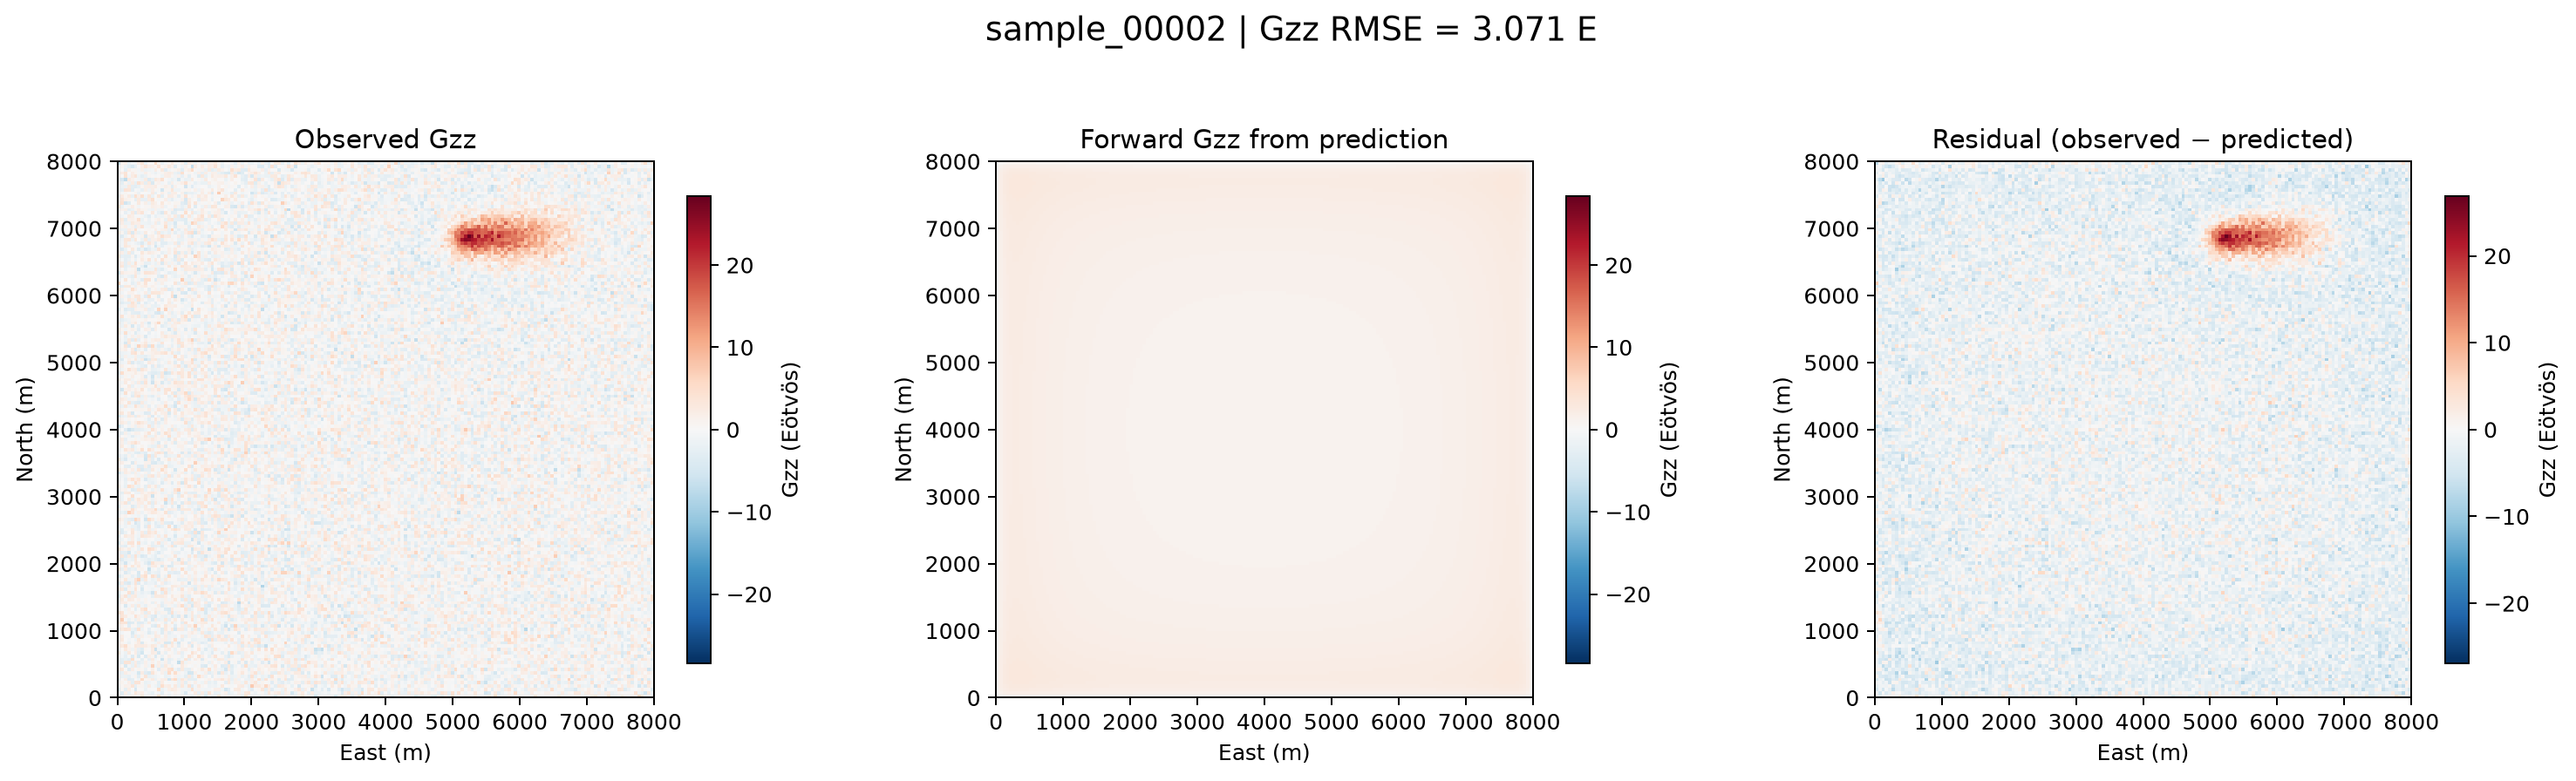 sample_00002 | Gzz RMSE = 3.071 E
Observed Gzz
8000
7000
6000
5000
4000
3000
2000
1000
0
North (m)
0 1000 2000 3000 4000 5000 6000 7000 8000
East (m)
20
10
0
−10
−20
Gzz (Eötvös)
Forward Gzz from prediction
8000
7000
6000
5000
4000
3000
2000
1000
0
North (m)
0 1000 2000 3000 4000 5000 6000 7000 8000
East (m)
20
10
0
−10
−20
Gzz (Eötvös)
Residual (observed − predicted)
8000
7000
6000
5000
4000
3000
2000
1000
0
North (m)
0 1000 2000 3000 4000 5000 6000 7000 8000
East (m)
20
10
0
−10
−20
Gzz (Eötvös)